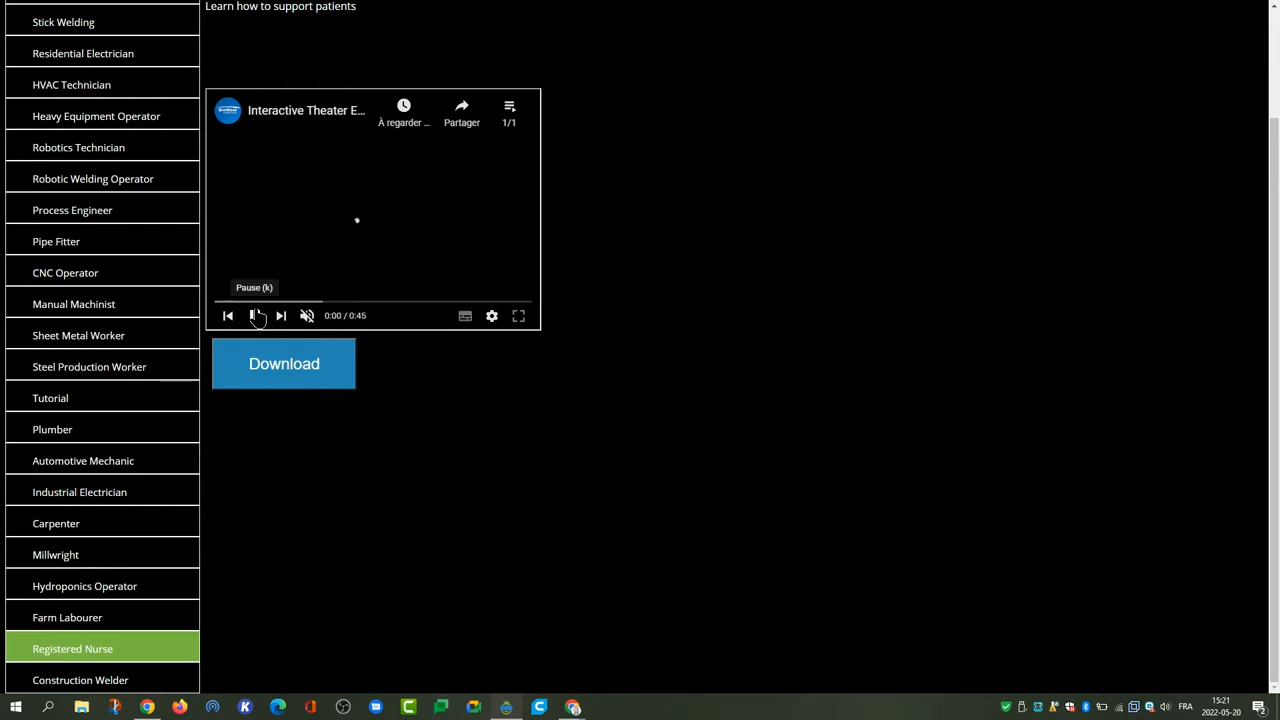 Learn how to support patients
Stick Welding
Residential Electrician
HVAC Technician
Heavy Equipment Operator
Robotics Technician
Robotic Welding Operator
Process Engineer
Pipe Fitter
CNC Operator
Manual Machinist
Sheet Metal Worker
Steel Production Worker
Tutorial
Plumber
Automotive Mechanic
Industrial Electrician
Carpenter
Millwright
Hydroponics Operator
Farm Labourer
Registered Nurse
Construction Welder
Interactive Theater E...
À regarder ...
Partager
1/1
Pause (k)
0:00 / 0:45
Download
FRA
15:21
2022-05-20